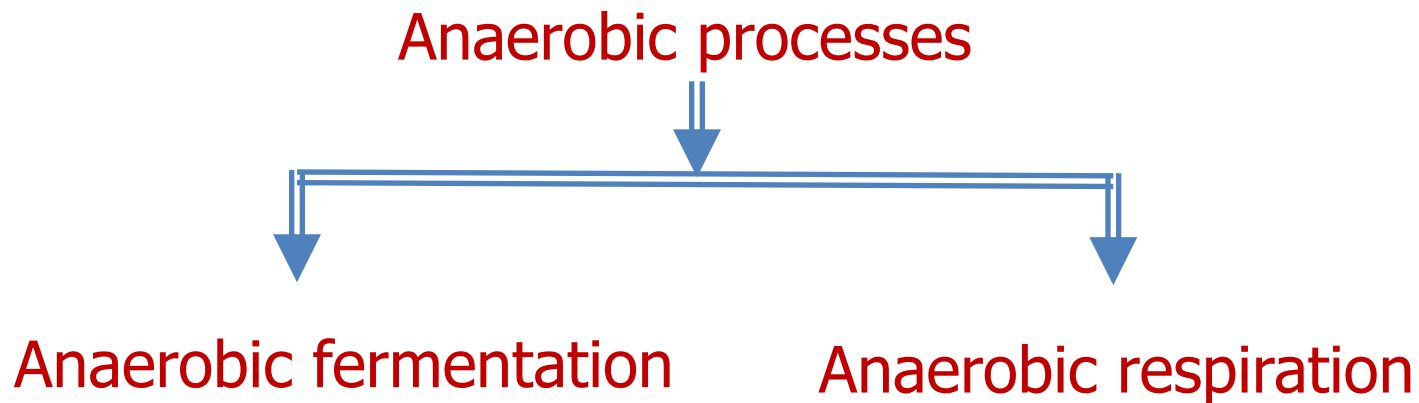 Anaerobic processes
Anaerobic fermentation
Anaerobic respiration